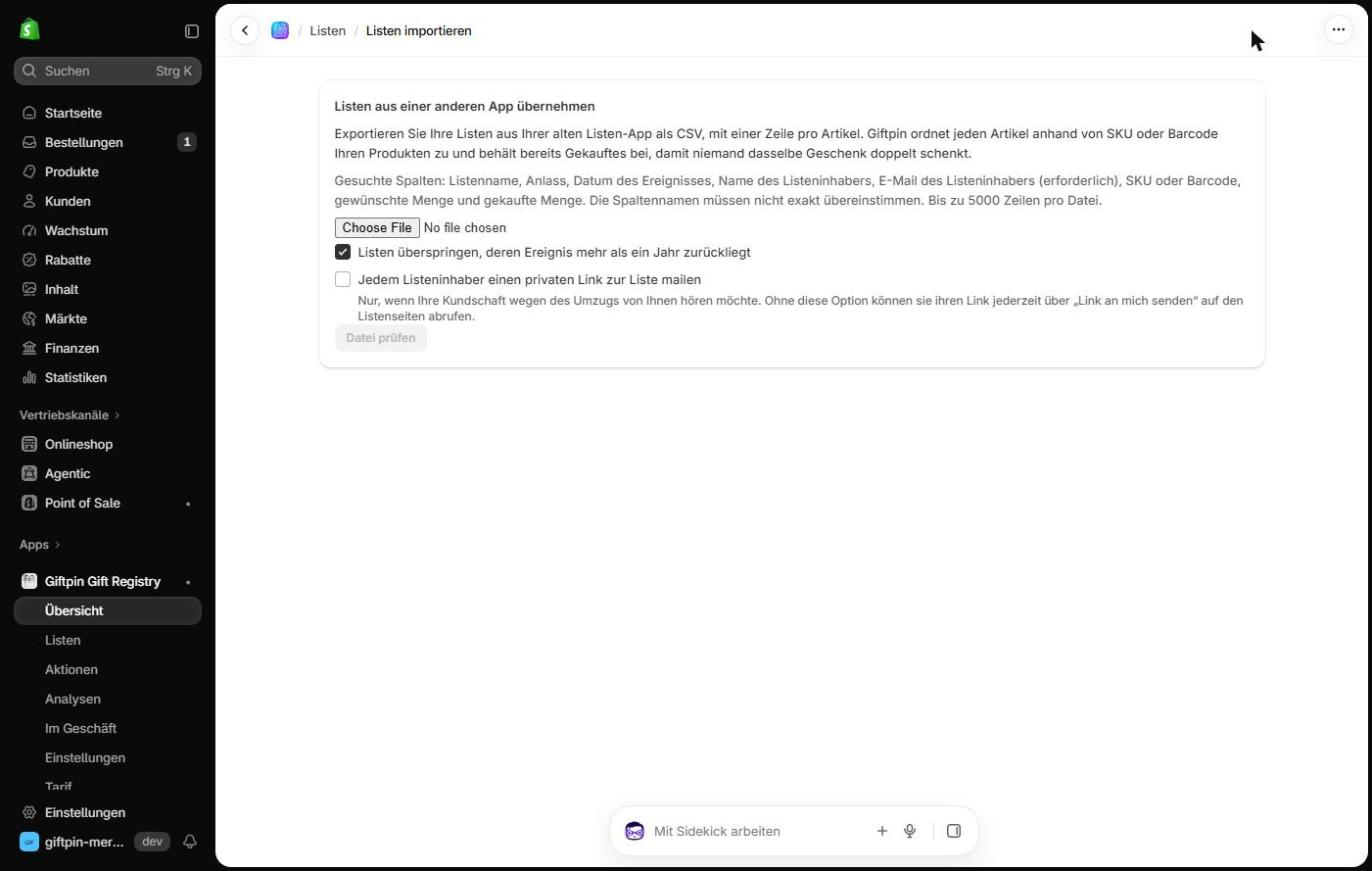 Suchen Strg K
Startseite
Bestellungen 1
Produkte
Kunden
Wachstum
Rabatte
Inhalt
Märkte
Finanzen
Statistiken
Vertriebskanäle
Onlineshop
Agentic
Point of Sale
Apps
Giftpin Gift Registry
Übersicht
Listen
Aktionen
Analysen
Im Geschäft
Einstellungen
Tarif
Einstellungen
giftpin-mer... dev
/ Listen / Listen importieren
Listen aus einer anderen App übernehmen
Exportieren Sie Ihre Listen aus Ihrer alten Listen-App als CSV, mit einer Zeile pro Artikel. Giftpin ordnet jeden Artikel anhand von SKU oder Barcode
Ihren Produkten zu und behält bereits Gekauftes bei, damit niemand dasselbe Geschenk doppelt schenkt.
Gesuchte Spalten: Listenname, Anlass, Datum des Ereignisses, Name des Listeninhabers, E-Mail des Listeninhabers (erforderlich), SKU oder Barcode,
gewünschte Menge und gekaufte Menge. Die Spaltennamen müssen nicht exakt übereinstimmen. Bis zu 5000 Zeilen pro Datei.
Choose File No file chosen
Listen überspringen, deren Ereignis mehr als ein Jahr zurückliegt
Jedem Listeninhaber einen privaten Link zur Liste mailen
Nur, wenn Ihre Kundschaft wegen des Umzugs von Ihnen hören möchte. Ohne diese Option können sie ihren Link jederzeit über „Link an mich senden“ auf den
Listenseiten abrufen.
Datei prüfen
Mit Sidekick arbeiten